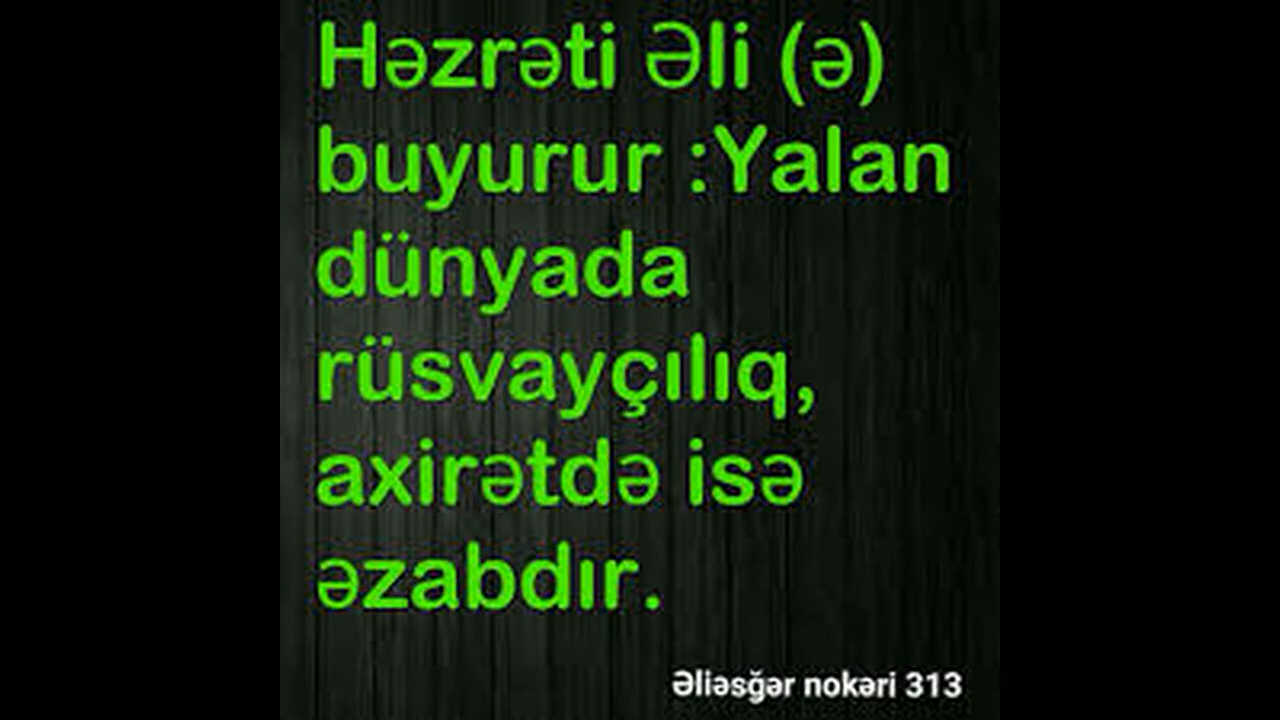 Həzrəti Əli (ə)
buyurur :Yalan
dünyada
rüsvayçılıq,
axirətdə isə
əzabdır.
Əliəsğər nokəri 313